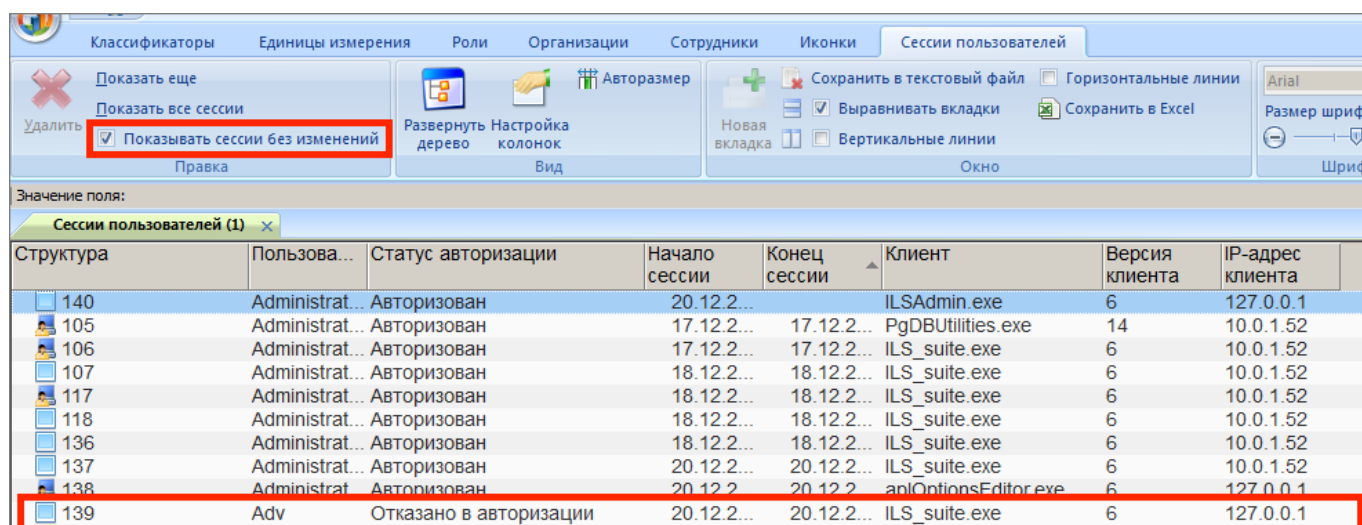 Классификаторы Единицы измерения Роли Организации Сотрудники Иконки Сессии пользователей
Удалить
Показать еще
Показать все сессии
Показывать сессии без изменений
Правка
Развернуть дерево
Настройка колонок
Авторазмер
Вид
Новая вкладка
Сохранить в текстовый файл
Горизонтальные линии
Выравнивать вкладки
Сохранить в Excel
Вертикальные линии
Окно
Arial
Размер шриф
Шриф
Значение поля:
Сессии пользователей (1)
Структура Пользова... Статус авторизации Начало сессии Конец сессии Клиент Версия клиента IP-адрес клиента
140 Administrat... Авторизован 20.12.2... ILSAdmin.exe 6 127.0.0.1
105 Administrat... Авторизован 17.12.2... 17.12.2... PgDBUtilities.exe 14 10.0.1.52
106 Administrat... Авторизован 17.12.2... 17.12.2... ILS_suite.exe 6 10.0.1.52
107 Administrat... Авторизован 18.12.2... 18.12.2... ILS_suite.exe 6 10.0.1.52
117 Administrat... Авторизован 18.12.2... 18.12.2... ILS_suite.exe 6 10.0.1.52
118 Administrat... Авторизован 18.12.2... 18.12.2... ILS_suite.exe 6 10.0.1.52
136 Administrat... Авторизован 18.12.2... 18.12.2... ILS_suite.exe 6 10.0.1.52
137 Administrat... Авторизован 20.12.2... 20.12.2... ILS_suite.exe 6 10.0.1.52
138 Administrat... Авторизован 20.12.2... 20.12.2... aplOptionsEditor.exe 6 127.0.0.1
139 Adv Отказано в авторизации 20.12.2... 20.12.2... ILS_suite.exe 6 127.0.0.1